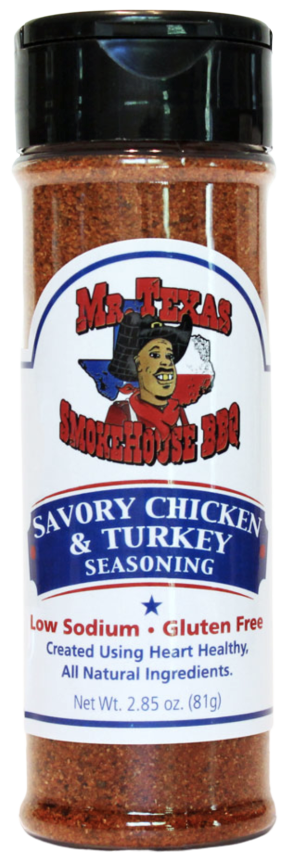 MR. TEXAS
SMOKEHOUSE BBQ
SAVORY CHICKEN
& TURKEY
SEASONING
Low Sodium • Gluten Free
Created Using Heart Healthy,
All Natural Ingredients.
Net Wt. 2.85 oz. (81g)